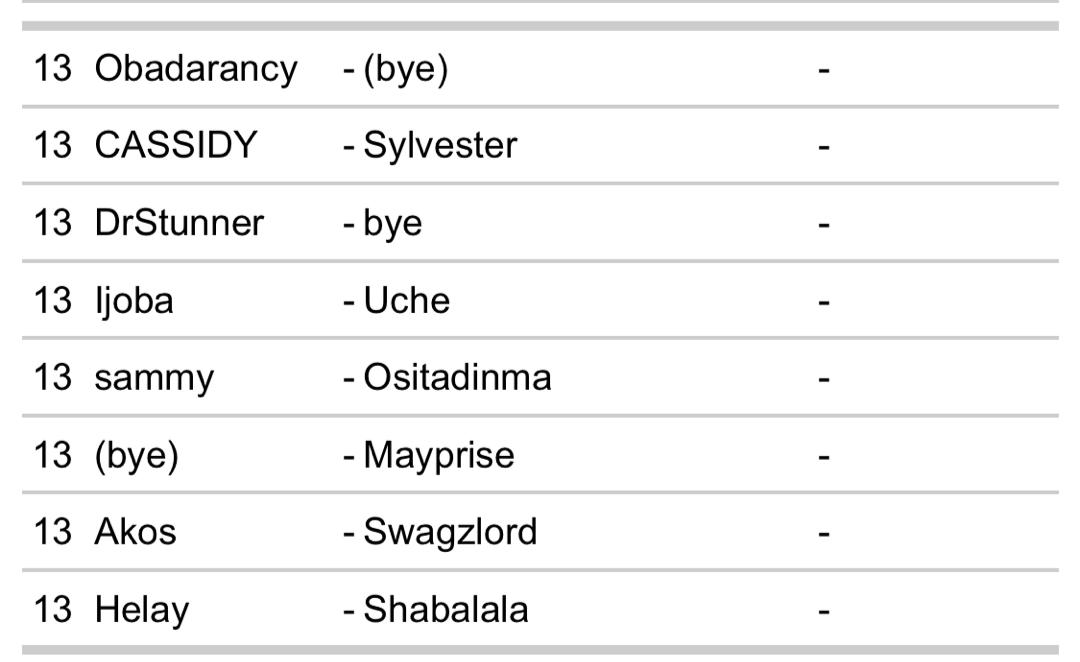 13 Obadarancy - (bye) -
13 CASSIDY - Sylvester -
13 DrStunner - bye -
13 Ijoba - Uche -
13 sammy - Ositadinma -
13 (bye) - Mayprise -
13 Akos - Swagzlord -
13 Helay - Shabalala -